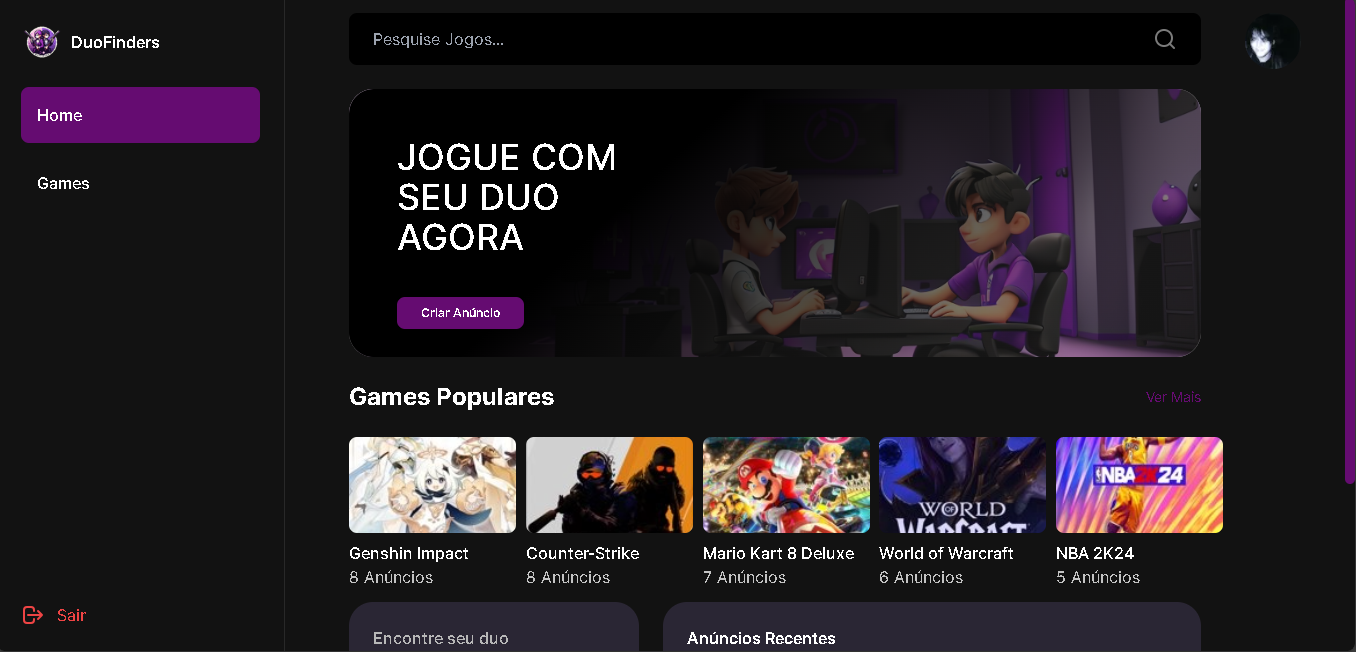 DuoFinders
Pesquise Jogos...
Home
Games
JOGUE COM
SEU DUO
AGORA
Criar Anúncio
Games Populares
Ver Mais
NBA 2K24
WORLD
OF
WARCRAFT
Genshin Impact
Counter-Strike
Mario Kart 8 Deluxe
World of Warcraft
NBA 2K24
8 Anúncios
8 Anúncios
7 Anúncios
6 Anúncios
5 Anúncios
Sair
Encontre seu duo
Anúncios Recentes